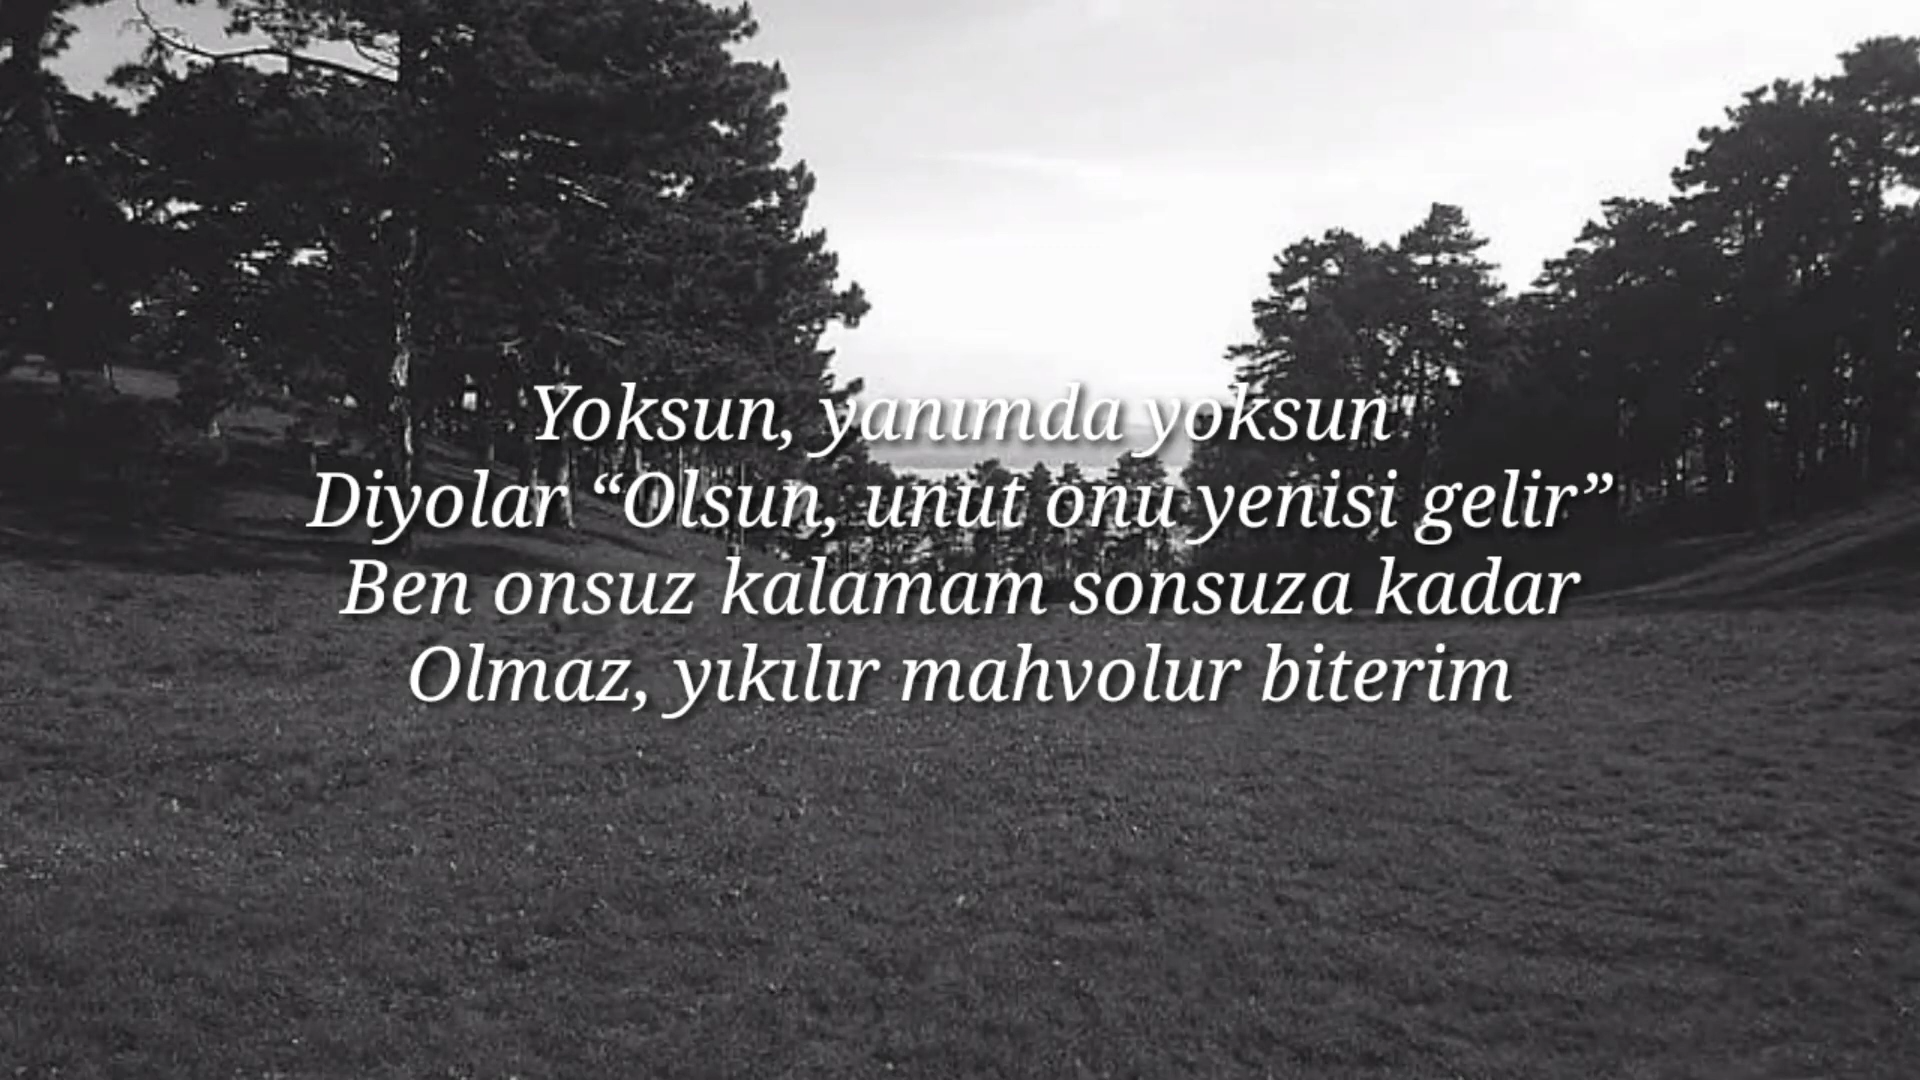 Yoksun, yanımda yoksun
Diyolar “Olsun, unut onu yenisi gelir”
Ben onsuz kalamam sonsuza kadar
Olmaz, yıkılır mahvolur biterim